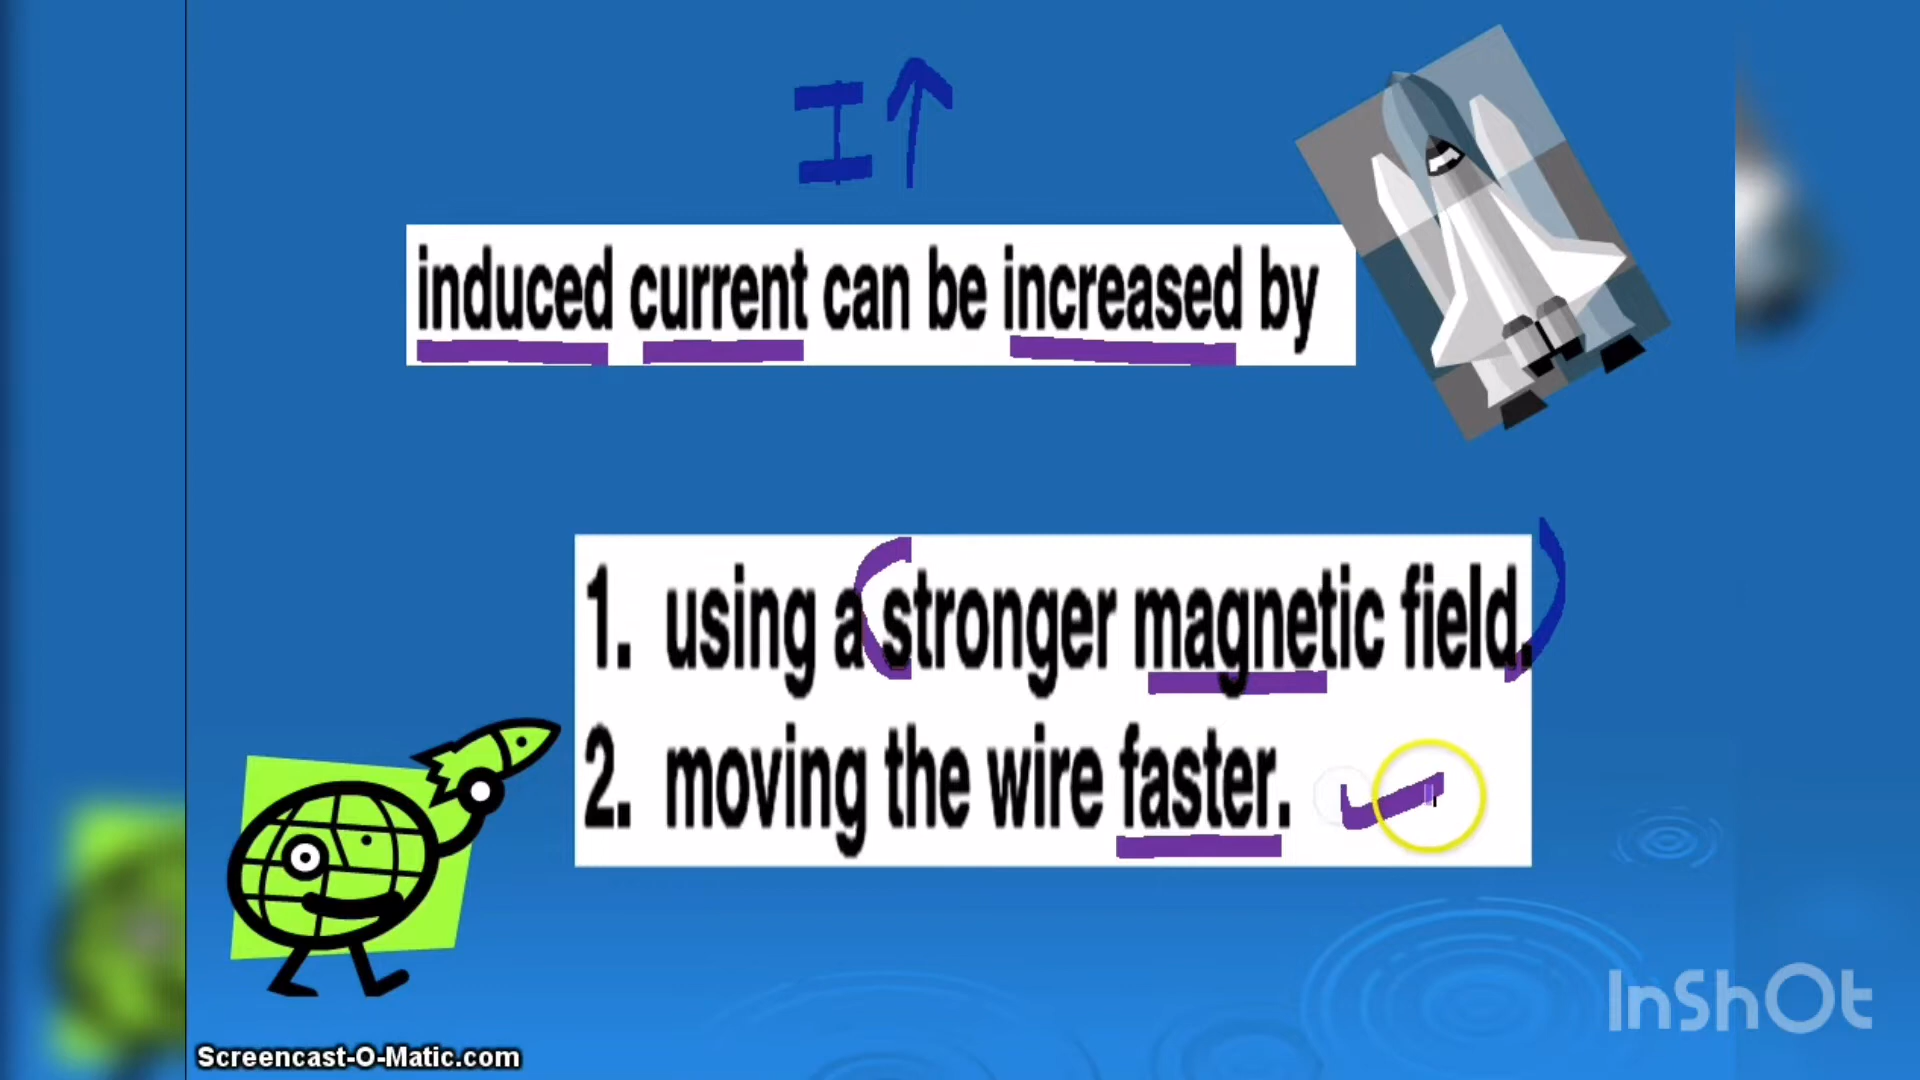 I↑
induced current can be increased by
1. using a (stronger magnetic field.)
2. moving the wire faster. ✓
InShOt
Screencast-O-Matic.com